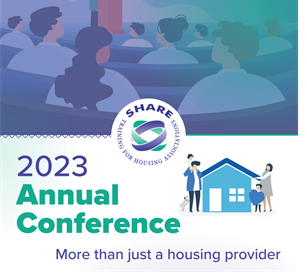 SHARE
TRAINING FOR HOUSING ASSOCIATIONS
2023
Annual
Conference
More than just a housing provider